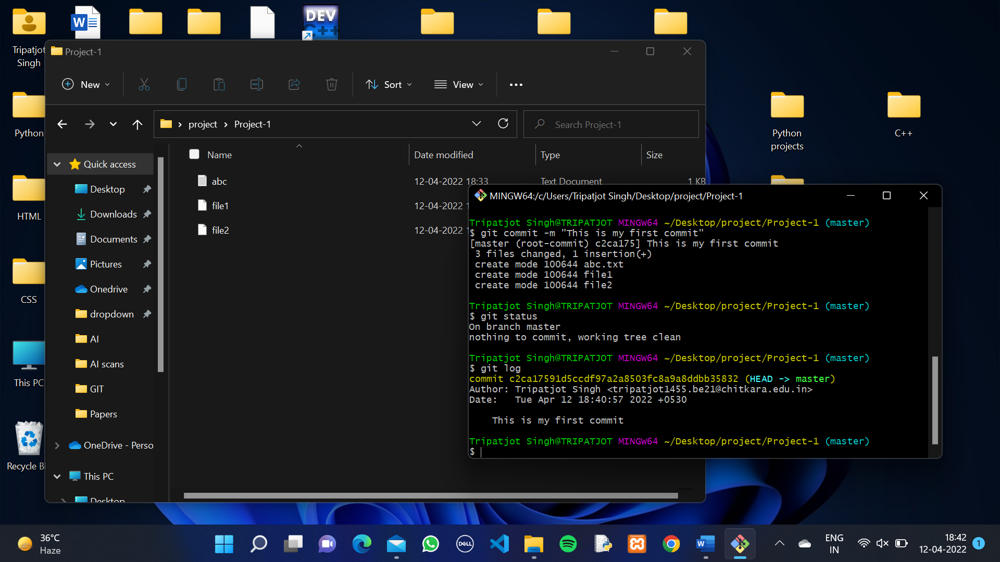 Tripatjot
Singh
W
DEV
C++
Project-1
New
Sort
View
project
Project-1
Search Project-1
Name
Date modified
Type
Size
abc
12-04-2022 18:33
Text Document
1 KB
file1
12-04-2022
file2
12-04-2022
Quick access
Desktop
Downloads
Documents
Pictures
Onedrive
dropdown
AI
AI scans
GIT
Papers
OneDrive - Perso
This PC
Desktop
Python
HTML
CSS
This PC
Recycle Bi
Python
projects
C++
MINGW64:/c/Users/Tripatjot Singh/Desktop/project/Project-1
Tripatjot Singh@TRIPATJOT MINGW64 ~/Desktop/project/Project-1 (master)
$ git commit -m "This is my first commit"
[master (root-commit) c2ca175] This is my first commit
3 files changed, 1 insertion(+)
create mode 100644 abc.txt
create mode 100644 file1
create mode 100644 file2
Tripatjot Singh@TRIPATJOT MINGW64 ~/Desktop/project/Project-1 (master)
$ git status
On branch master
nothing to commit, working tree clean
Tripatjot Singh@TRIPATJOT MINGW64 ~/Desktop/project/Project-1 (master)
$ git log
commit c2ca17591d5ccdf97a2a8503fc8a9a8ddbb35832 (HEAD -> master)
Author: Tripatjot Singh <tripatjot1455.be21@chitkara.edu.in>
Date:   Tue Apr 12 18:40:57 2022 +0530
This is my first commit
Tripatjot Singh@TRIPATJOT MINGW64 ~/Desktop/project/Project-1 (master)
$
36°C
Haze
DELL
W
ENG
IN
18:42
12-04-2022
1